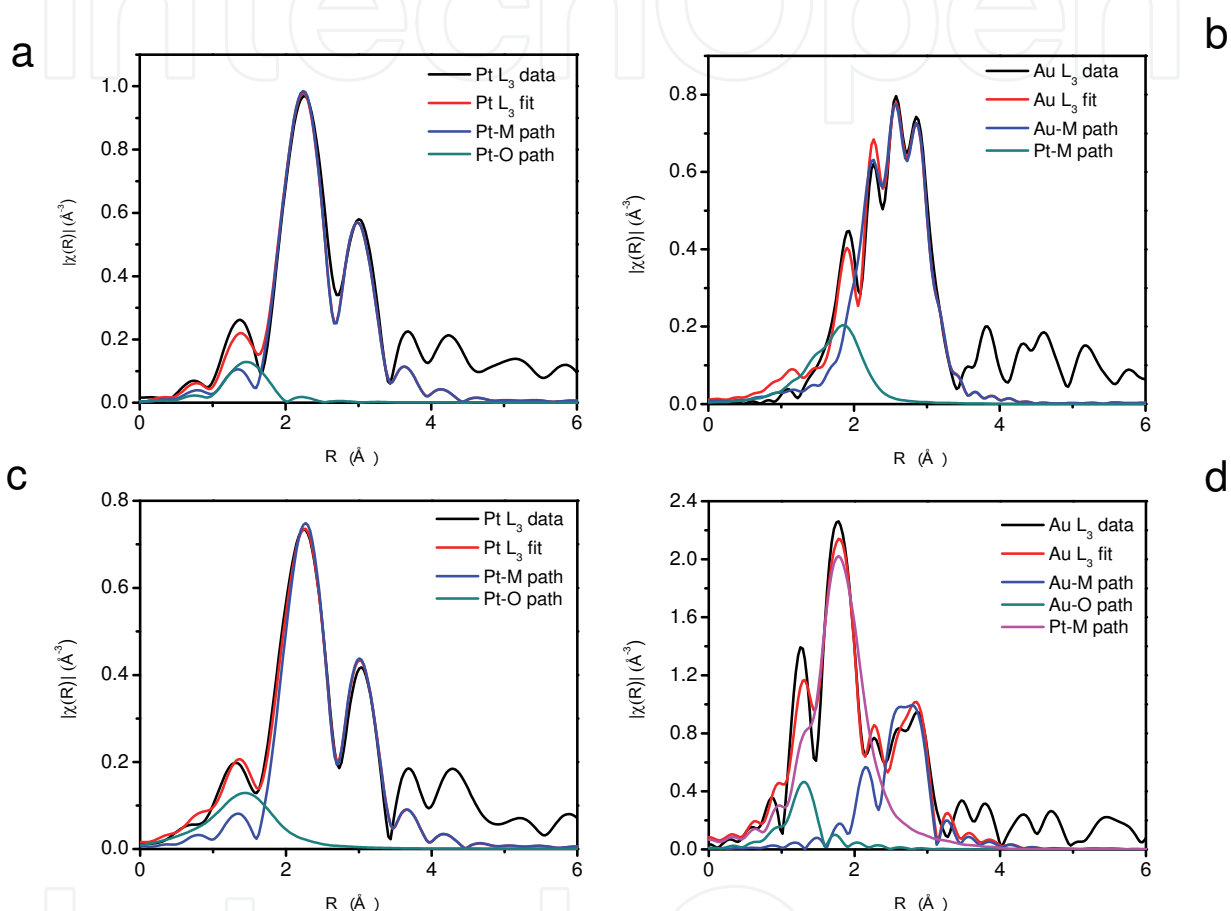 IntechOpen
a
b
1.0
0.8
0.6
0.4
0.2
0.0
0
2
4
6
Pt L3 data
Pt L3 fit
Pt-M path
Pt-O path
|χ(R)| (Å-3)
R (Å)
0.8
0.6
0.4
0.2
0.0
0
2
4
6
Au L3 data
Au L3 fit
Au-M path
Pt-M path
|χ(R)| (Å-3)
R (Å)
c
d
0.8
0.6
0.4
0.2
0.0
0
2
4
6
Pt L3 data
Pt L3 fit
Pt-M path
Pt-O path
|χ(R)| (Å-3)
R (Å)
2.4
2.0
1.6
1.2
0.8
0.4
0.0
0
2
4
6
Au L3 data
Au L3 fit
Au-M path
Au-O path
Pt-M path
|χ(R)| (Å-3)
R (Å)